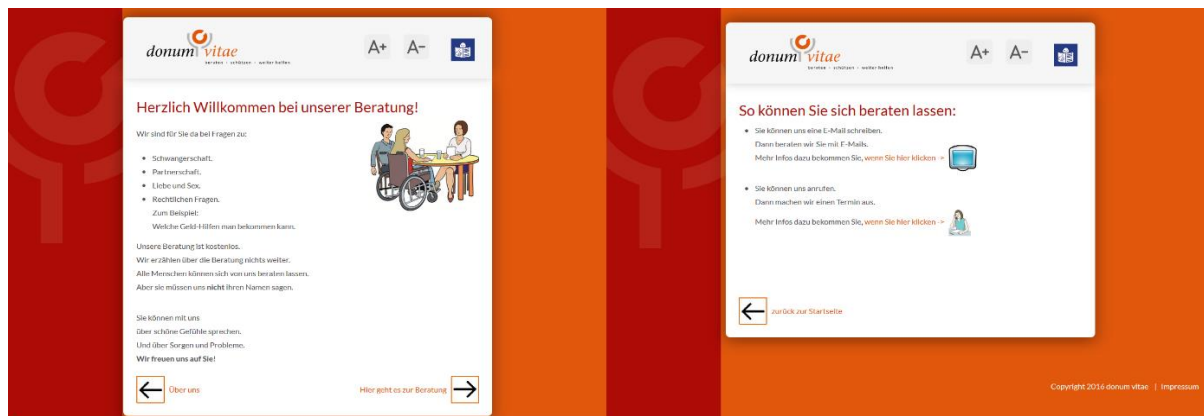 donum vitae
beraten - schützen - weiter helfen
A+ A-
Herzlich Willkommen bei unserer Beratung!
Wir sind für Sie da bei Fragen zu:
• Schwangerschaft.
• Partnerschaft.
• Liebe und Sex.
• Rechtlichen Fragen.
Zum Beispiel:
Welche Geld-Hilfen man bekommen kann.
Unsere Beratung ist kostenlos.
Wir erzählen über die Beratung nichts weiter.
Alle Menschen können sich von uns beraten lassen.
Aber sie müssen uns nicht ihren Namen sagen.
Sie können mit uns
über schöne Gefühle sprechen.
Und über Sorgen und Probleme.
Wir freuen uns auf Sie!
Über uns
Hier geht es zur Beratung
donum vitae
beraten - schützen - weiter helfen
A+ A-
So können Sie sich beraten lassen:
• Sie können uns eine E-Mail schreiben.
Dann beraten wir Sie mit E-Mails.
Mehr Infos dazu bekommen Sie, wenn Sie hier klicken ->
• Sie können uns anrufen.
Dann machen wir einen Termin aus.
Mehr Infos dazu bekommen Sie, wenn Sie hier klicken ->
zurück zur Startseite
Copyright 2016 donum vitae | Impressum